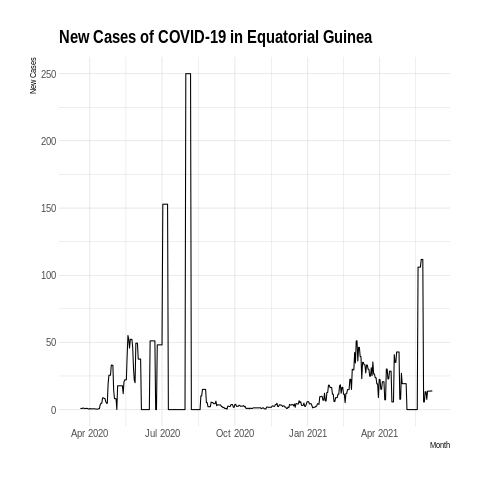 New Cases of COVID-19 in Equatorial Guinea
New Cases
250
200
150
100
50
0
Apr 2020 Jul 2020 Oct 2020 Jan 2021 Apr 2021
Month